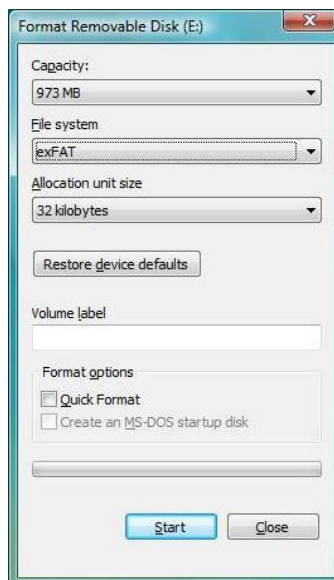 Format Removable Disk (E:)
Capacity:
973 MB
File system
exFAT
Allocation unit size
32 kilobytes
Restore device defaults
Volume label
Format options
Quick Format
Create an MS-DOS startup disk
Start
Close